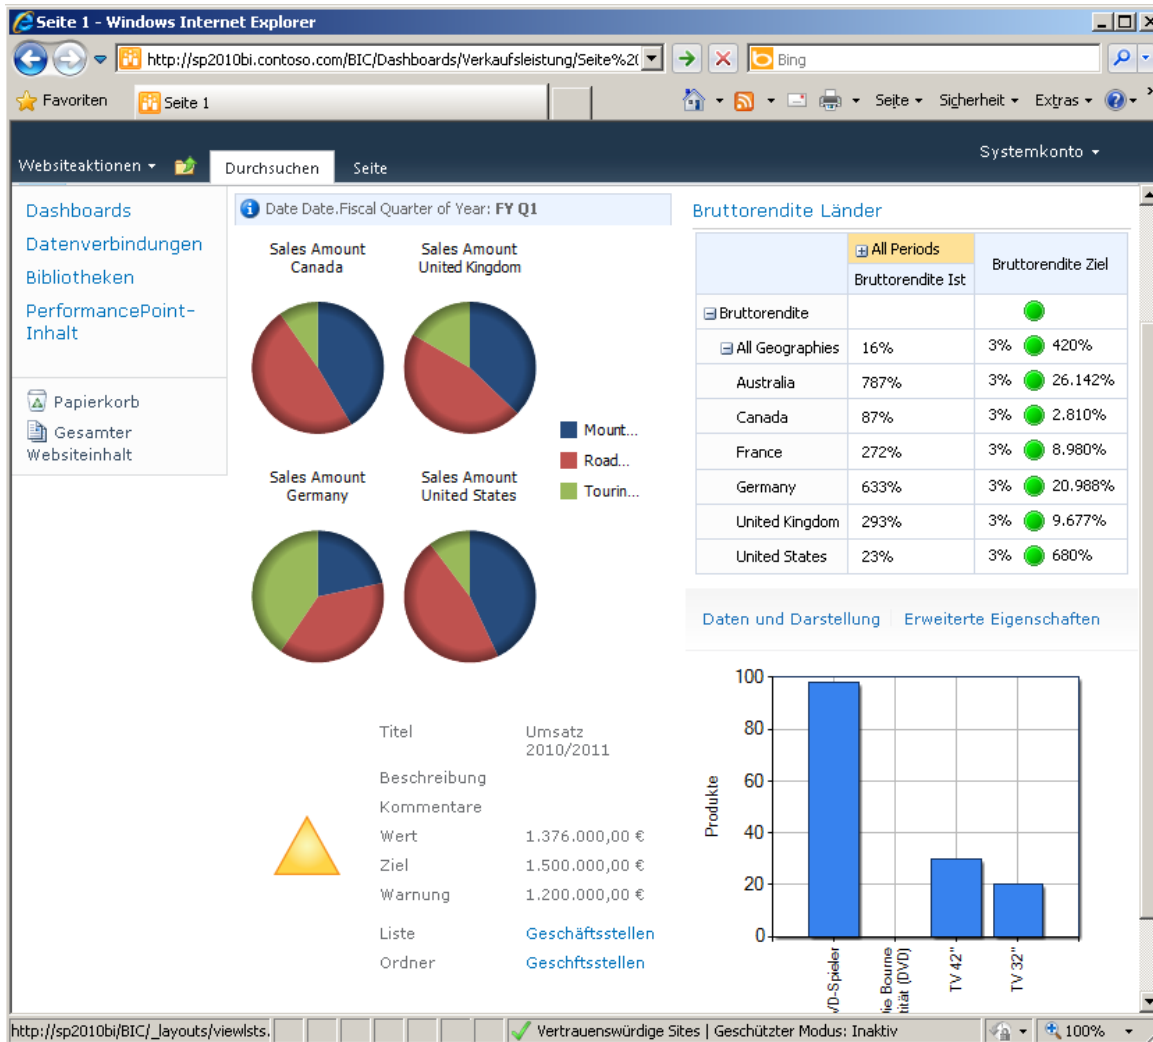 Seite 1 - Windows Internet Explorer
http://sp2010bi.contoso.com/BIC/Dashboards/Verkaufsleistung/Seite%2(
Bing
Favoriten
Seite 1
Seite
Sicherheit
Extras
Websiteaktionen
Durchsuchen
Seite
Systemkonto
Dashboards
Datenverbindungen
Bibliotheken
PerformancePoint-
Inhalt
Papierkorb
Gesamter
Websiteinhalt
Date Date.Fiscal Quarter of Year: FY Q1
Sales Amount
Canada
Sales Amount
United Kingdom
Sales Amount
Germany
Sales Amount
United States
Mount...
Road...
Tourin...
Titel Umsatz
2010/2011
Beschreibung
Kommentare
Wert 1.376.000,00 €
Ziel 1.500.000,00 €
Warnung 1.200.000,00 €
Liste Geschäftsstellen
Ordner Geschftsstellen
Bruttorendite Länder
All Periods
Bruttorendite Ist
Bruttorendite Ziel
Bruttorendite
All Geographies 16% 3% 420%
Australia 787% 3% 26.142%
Canada 87% 3% 2.810%
France 272% 3% 8.980%
Germany 633% 3% 20.988%
United Kingdom 293% 3% 9.677%
United States 23% 3% 680%
Daten und Darstellung Erweiterte Eigenschaften
100
80
60
40
20
0
Produkte
VD-Spieler
ie Bourne
tität (DVD)
TV 42"
TV 32"
http://sp2010bi/BIC/_layouts/viewlsts.
Vertrauenswürdige Sites | Geschützter Modus: Inaktiv
100%